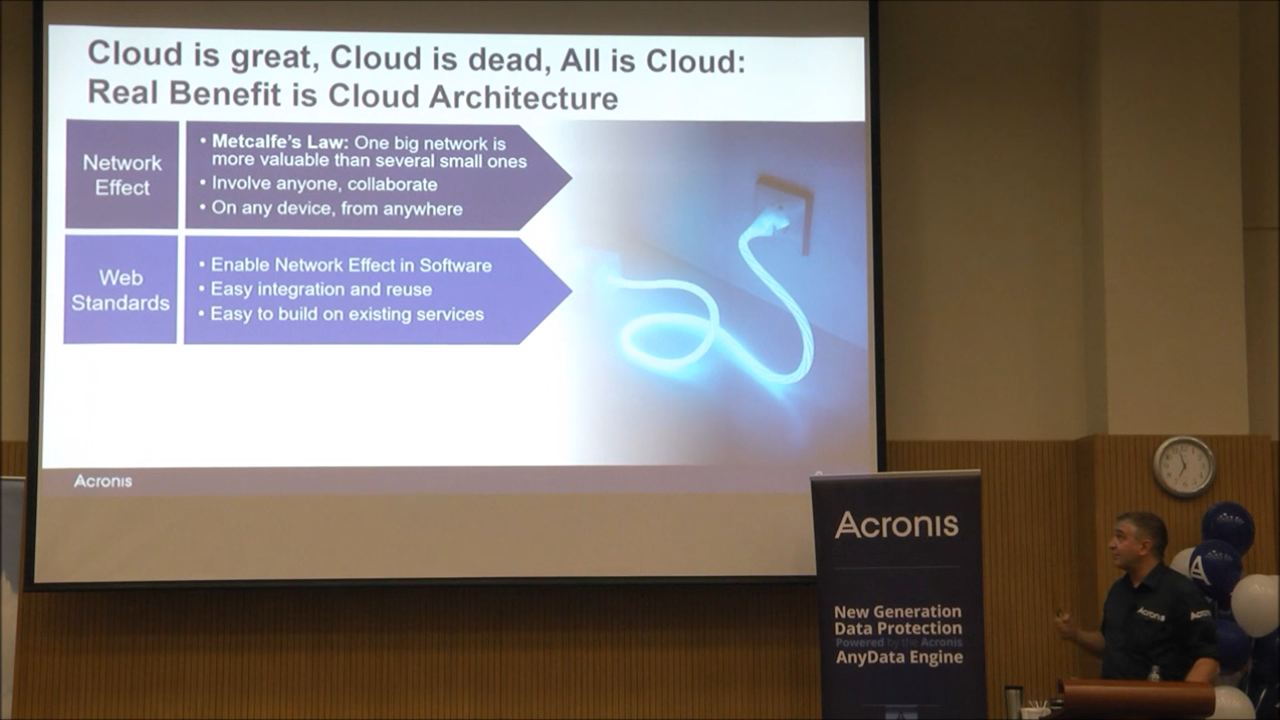 Cloud is great, Cloud is dead, All is Cloud:
Real Benefit is Cloud Architecture
Network
Effect
• Metcalfe's Law: One big network is
more valuable than several small ones
• Involve anyone, collaborate
• On any device, from anywhere
Web
Standards
• Enable Network Effect in Software
• Easy integration and reuse
• Easy to build on existing services
Acronis
Acronis
New Generation
Data Protection
Powered by the Acronis
AnyData Engine
Acronis